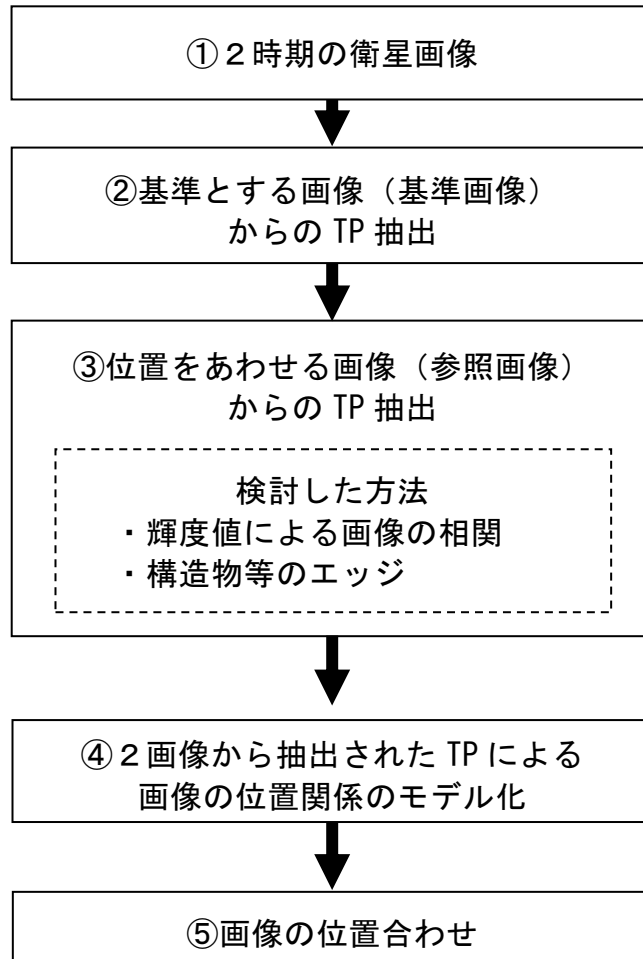 ①２時期の衛星画像
②基準とする画像（基準画像）
からの TP 抽出
③位置をあわせる画像（参照画像）
からの TP 抽出
検討した方法
・輝度値による画像の相関
・構造物等のエッジ
④２画像から抽出された TP による
画像の位置関係のモデル化
⑤画像の位置合わせ